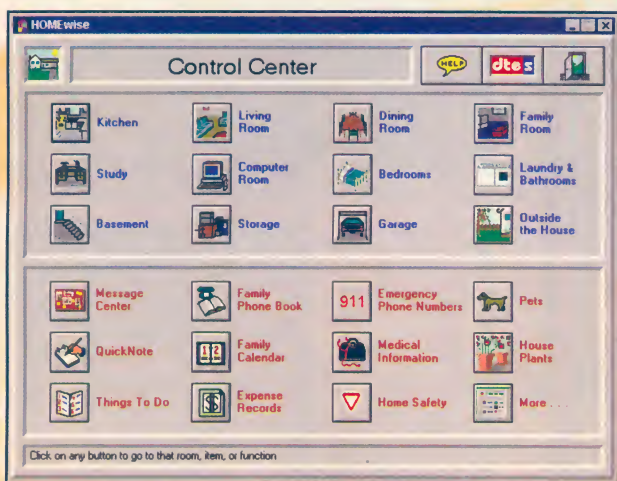 HOMEwise
Control Center
HELP
dtes
Kitchen
Living
Room
Dining
Room
Family
Room
Study
Computer
Room
Bedrooms
Laundry &
Bathrooms
Basement
Storage
Garage
Outside
the House
Message
Center
Family
Phone Book
911
Emergency
Phone Numbers
Pets
QuickNote
Family
Calendar
1 2
Medical
Information
House
Plants
Things To Do
$
Expense
Records
Home Safety
More . . .
Click on any button to go to that room, item, or function